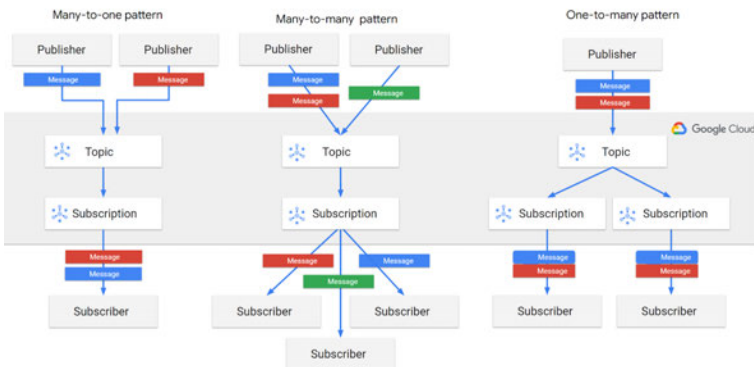 Many-to-one pattern
Many-to-many pattern
One-to-many pattern
Publisher
Publisher
Publisher
Publisher
Publisher
Message
Message
Message
Message
Message
Message
Message
Google Cloud
Topic
Topic
Topic
Subscription
Subscription
Subscription
Subscription
Message
Message
Message
Message
Message
Message
Message
Message
Message
Subscriber
Subscriber
Subscriber
Subscriber
Subscriber
Subscriber